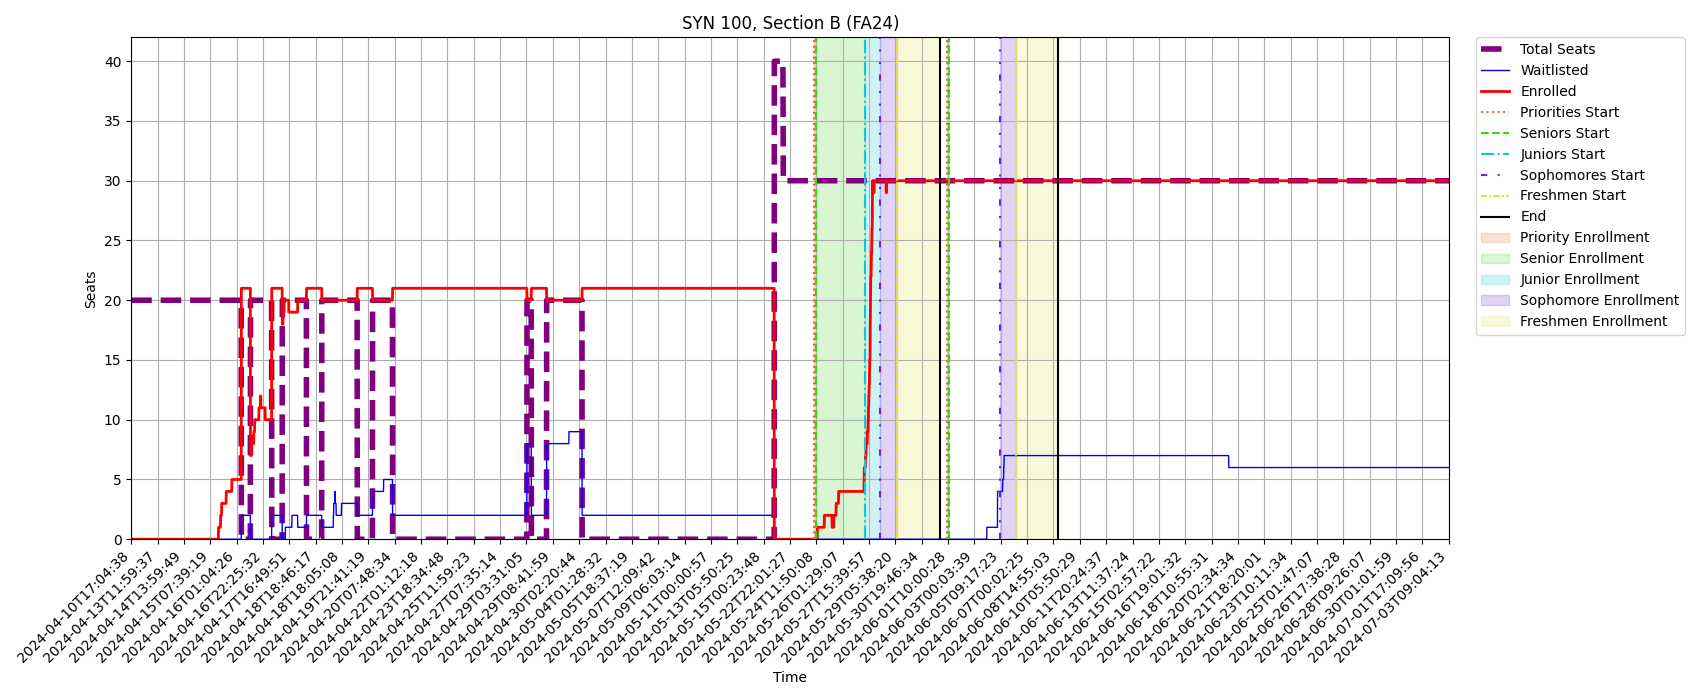 SYN 100, Section B (FA24)
Seats
40
35
30
25
20
15
10
5
0
2024-04-10T17:04:38
2024-04-13T11:59:37
2024-04-14T13:59:49
2024-04-15T07:39:19
2024-04-16T01:04:26
2024-04-16T22:25:32
2024-04-17T16:49:51
2024-04-18T18:46:17
2024-04-18T18:05:08
2024-04-19T21:41:19
2024-04-20T07:48:34
2024-04-22T01:12:18
2024-04-23T18:34:48
2024-04-25T11:59:23
2024-04-27T07:35:14
2024-04-29T03:31:05
2024-04-29T08:41:59
2024-04-30T02:20:44
2024-05-04T01:28:32
2024-05-05T18:37:19
2024-05-07T12:09:42
2024-05-09T06:03:14
2024-05-11T00:00:57
2024-05-13T05:50:25
2024-05-15T00:23:48
2024-05-22T22:01:27
2024-05-24T11:50:08
2024-05-26T01:29:07
2024-05-27T15:39:57
2024-05-29T05:38:20
2024-05-30T19:46:34
2024-06-01T10:00:28
2024-06-03T00:03:39
2024-06-05T09:17:23
2024-06-07T00:02:25
2024-06-08T14:55:03
2024-06-10T05:50:29
2024-06-11T20:24:37
2024-06-13T11:37:24
2024-06-15T02:57:22
2024-06-16T19:01:32
2024-06-18T10:55:31
2024-06-20T02:34:34
2024-06-21T18:20:01
2024-06-23T10:11:34
2024-06-25T01:47:07
2024-06-26T17:38:28
2024-06-28T09:26:07
2024-06-30T01:01:59
2024-07-01T17:09:56
2024-07-03T09:04:13
Time
Total Seats
Waitlisted
Enrolled
Priorities Start
Seniors Start
Juniors Start
Sophomores Start
Freshmen Start
End
Priority Enrollment
Senior Enrollment
Junior Enrollment
Sophomore Enrollment
Freshmen Enrollment